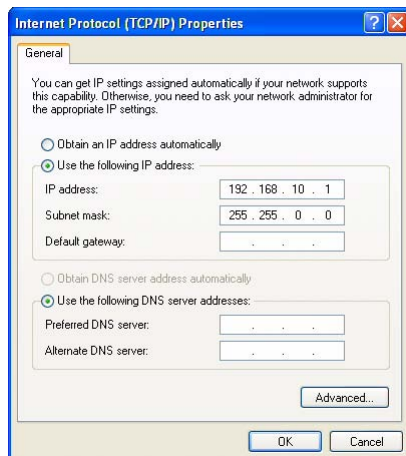 Internet Protocol (TCP/IP) Properties
General
You can get IP settings assigned automatically if your network supports
this capability. Otherwise, you need to ask your network administrator for
the appropriate IP settings.
Obtain an IP address automatically
Use the following IP address:
IP address: 192 . 168 . 10 . 1
Subnet mask: 255 . 255 . 0 . 0
Default gateway: . . .
Obtain DNS server address automatically
Use the following DNS server addresses:
Preferred DNS server: . . .
Alternate DNS server: . . .
Advanced...
OK Cancel